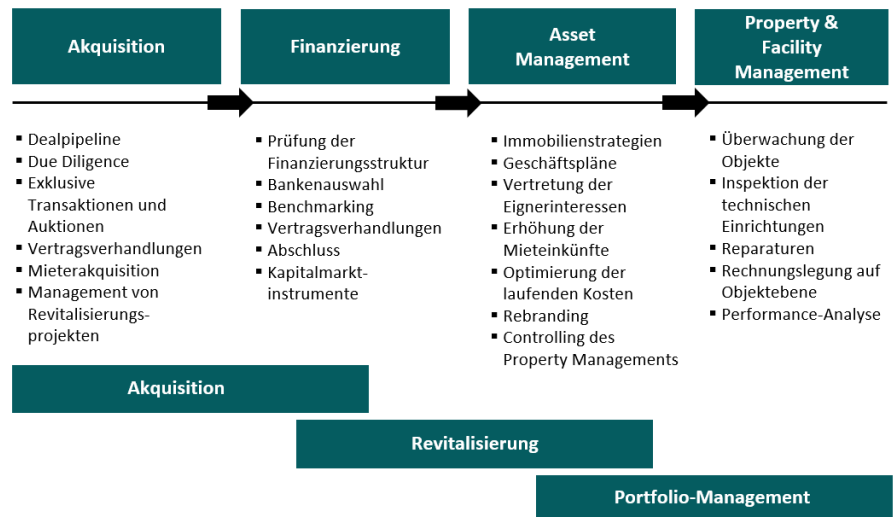 Akquisition
Finanzierung
Asset
Management
Property &
Facility
Management
▪ Dealpipeline
▪ Due Diligence
▪ Exklusive
Transaktionen und
Auktionen
▪ Vertragsverhandlungen
▪ Mieterakquisition
▪ Management von
Revitalisierungs-
projekten
▪ Prüfung der
Finanzierungsstruktur
▪ Bankenauswahl
▪ Benchmarking
▪ Vertragsverhandlungen
▪ Abschluss
▪ Kapitalmarkt-
instrumente
▪ Immobilienstrategien
▪ Geschäftspläne
▪ Vertretung der
Eignerinteressen
▪ Erhöhung der
Mieteinkünfte
▪ Optimierung der
laufenden Kosten
▪ Rebranding
▪ Controlling des
Property Managements
▪ Überwachung der
Objekte
▪ Inspektion der
technischen
Einrichtungen
▪ Reparaturen
▪ Rechnungslegung auf
Objektebene
▪ Performance-Analyse
Akquisition
Revitalisierung
Portfolio-Management